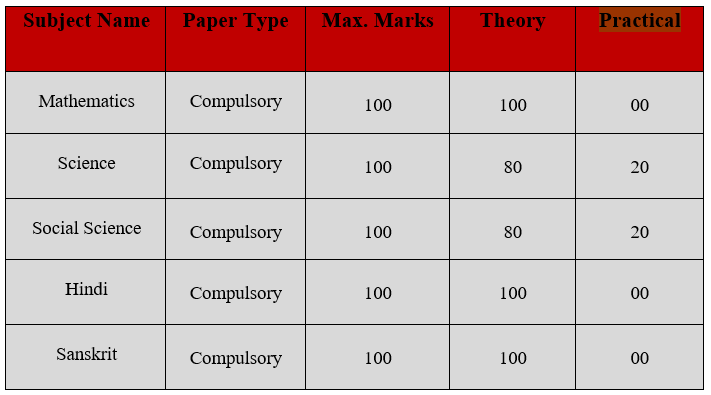 Subject Name Paper Type Max. Marks Theory Practical
Mathematics Compulsory 100 100 00
Science Compulsory 100 80 20
Social Science Compulsory 100 80 20
Hindi Compulsory 100 100 00
Sanskrit Compulsory 100 100 00